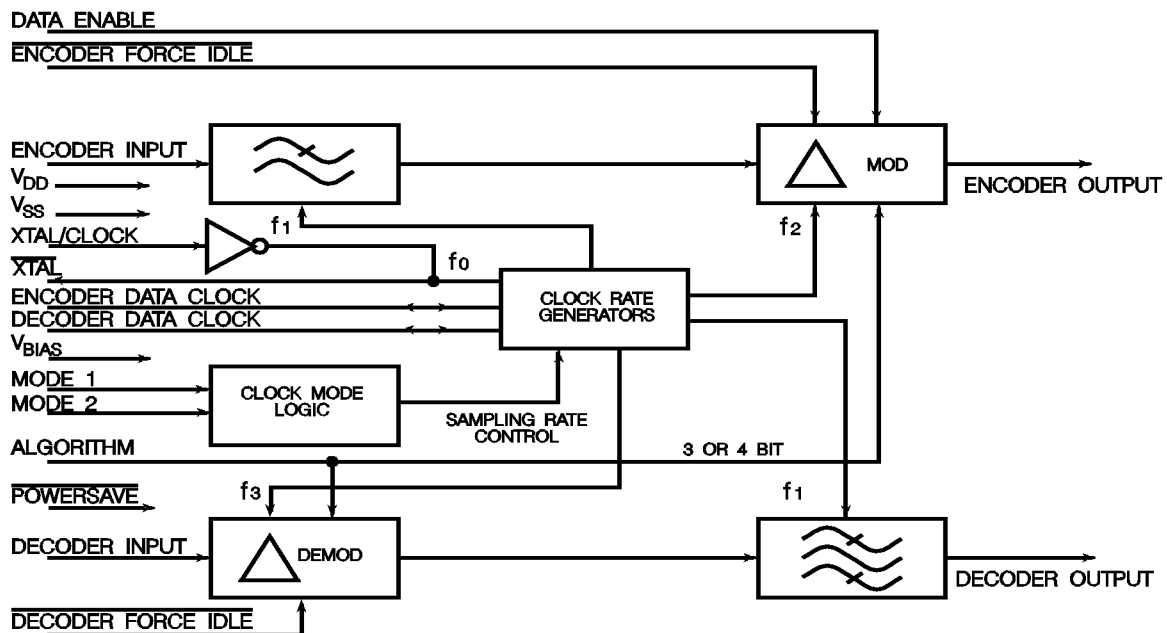 DATA ENABLE
ENCODER FORCE IDLE
ENCODER INPUT
MOD
ENCODER OUTPUT
VDD
VSS
f1
f2
XTAL/CLOCK
f0
XTAL
ENCODER DATA CLOCK
DECODER DATA CLOCK
CLOCK RATE
GENERATORS
VBIAS
MODE 1
MODE 2
CLOCK MODE
LOGIC
SAMPLING RATE
CONTROL
ALGORITHM
3 OR 4 BIT
POWERSAVE
f3
f1
DECODER INPUT
DEMOD
DECODER OUTPUT
DECODER FORCE IDLE